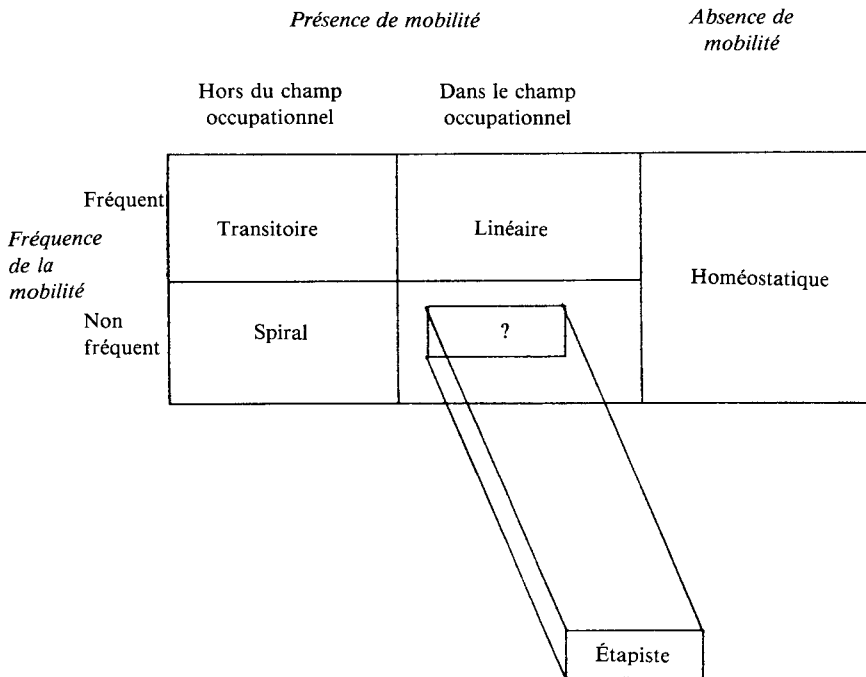 Présence de mobilité
Absence de
mobilité
Hors du champ
occupationnel
Dans le champ
occupationnel
Fréquence
de la
mobilité
Fréquent
Transitoire
Linéaire
Homéostatique
Non
fréquent
Spiral
?
Étapiste